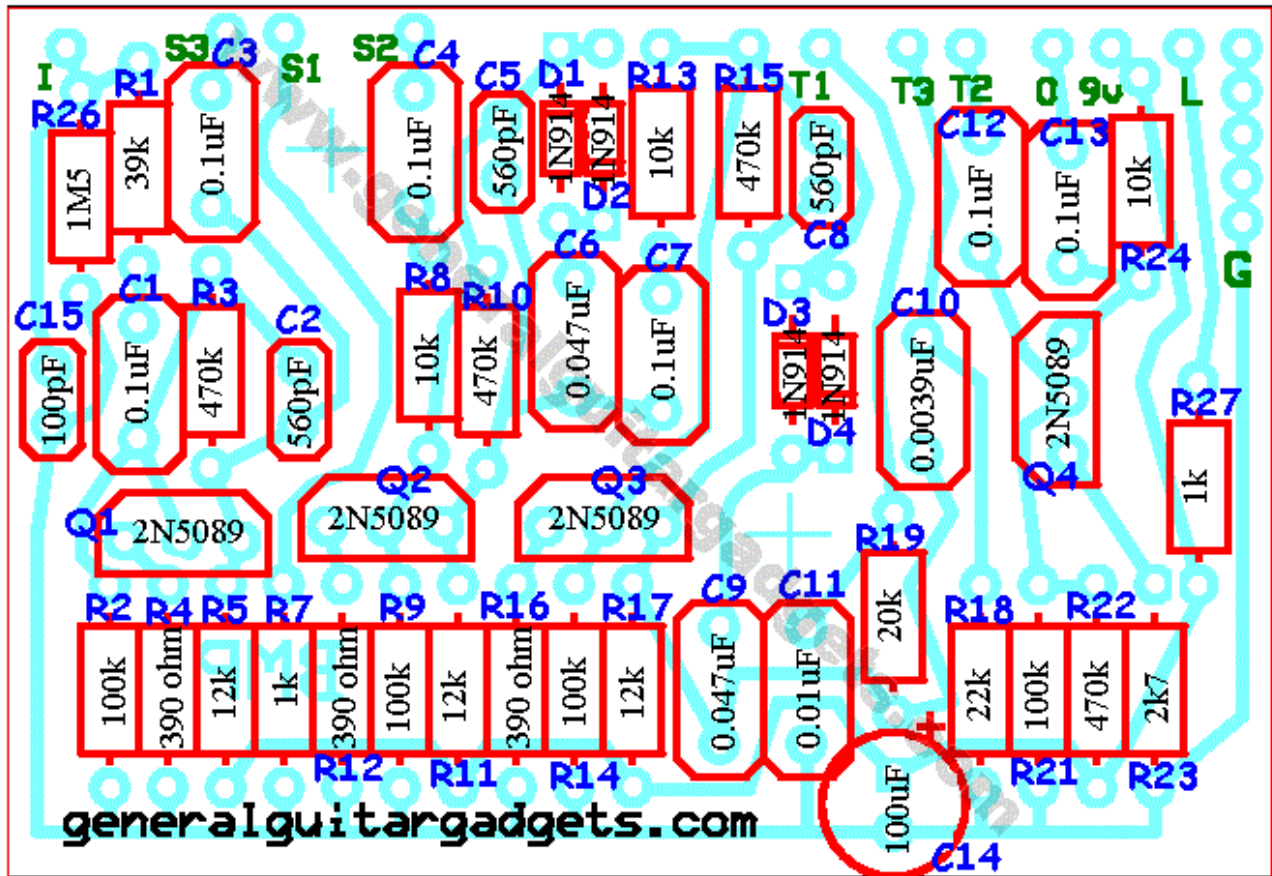 I
S3
C3
S1
S2
C4
C5
D1
R13
R15
T1
T3
T2
0
9v
L
R1
R26
C12
C13
39k
1M5
0.1uF
0.1uF
560pF
1N914
1N914
10k
470k
560pF
0.1uF
0.1uF
10k
D2
C8
R24
G
C6
C7
R8
R10
C15
C1
R3
C2
D3
C10
100pF
0.1uF
470k
560pF
10k
470k
0.047uF
0.1uF
1N914
1N914
0.0039uF
2N5089
R27
1k
D4
Q4
Q1
2N5089
Q2
2N5089
Q3
2N5089
R19
20k
R2
R4
R5
R7
R9
R16
R17
C9
C11
R18
R22
100k
390 ohm
12k
1k
390 ohm
100k
12k
390 ohm
100k
12k
0.047uF
0.01uF
22k
100k
470k
2k7
BMP
R12
R11
R14
R21
R23
+
100uF
C14
generalguitargadgets.com
www.generalguitargadgets.com